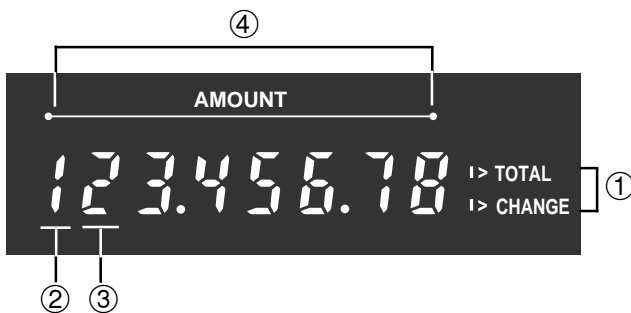 ④
AMOUNT
123.456.78
TOTAL
CHANGE
①
② ③